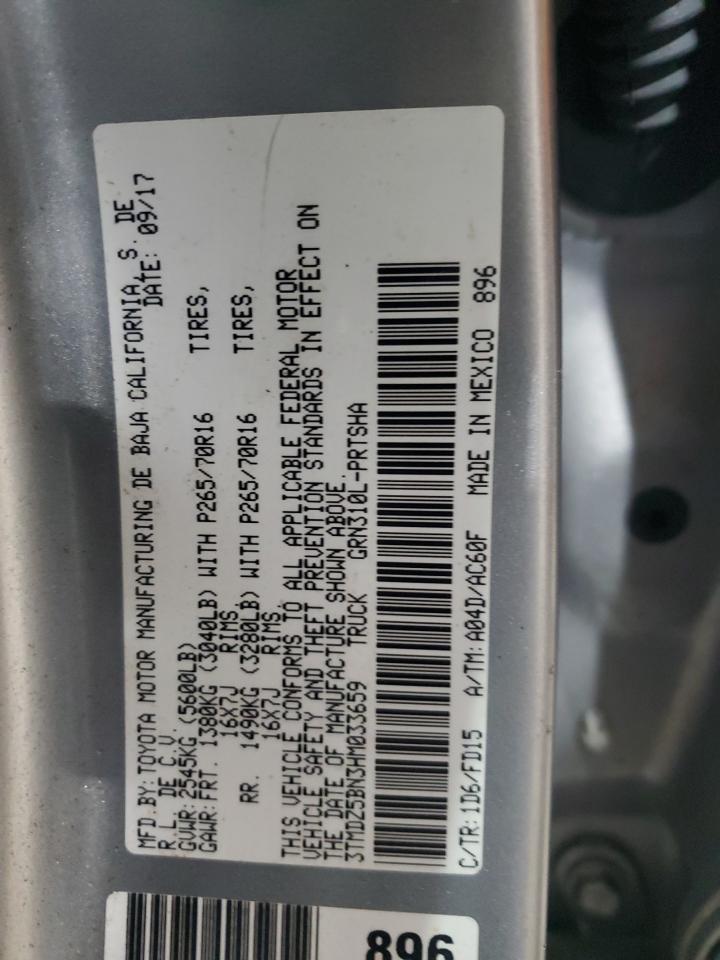 MFD.BY: TOYOTA MOTOR MANUFACTURING DE BAJA CALIFORNIA, S. DE
R.L. DE C.V. DATE: 09/17
GVWR: 2545KG (5600LB)
GAWR: FRT. 1380KG (3040LB) WITH P265/70R16 TIRES,
16X7J RIMS,
RR. 1490KG (3280LB) WITH P265/70R16 TIRES,
16X7J RIMS,
THIS VEHICLE CONFORMS TO ALL APPLICABLE FEDERAL MOTOR
VEHICLE SAFETY AND THEFT PREVENTION STANDARDS IN EFFECT ON
THE DATE OF MANUFACTURE SHOWN ABOVE.
3TMDZ5BN3HM033659 TRUCK GRN310L-PRTSHA
C/TR: 1D6/FD15 A/TM: A04D/AC60F MADE IN MEXICO 896
896